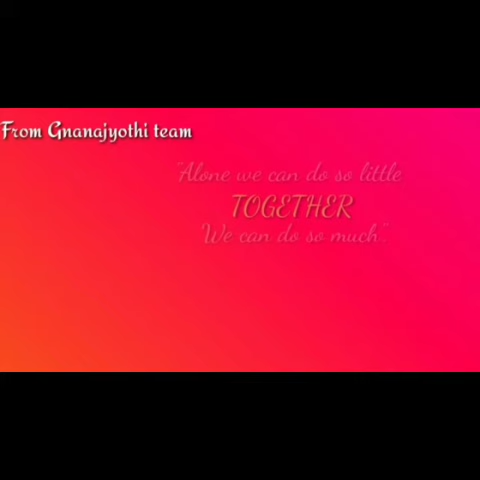 From Gnanajyothi team
"Alone we can do so little
TOGETHER
We can do so much".